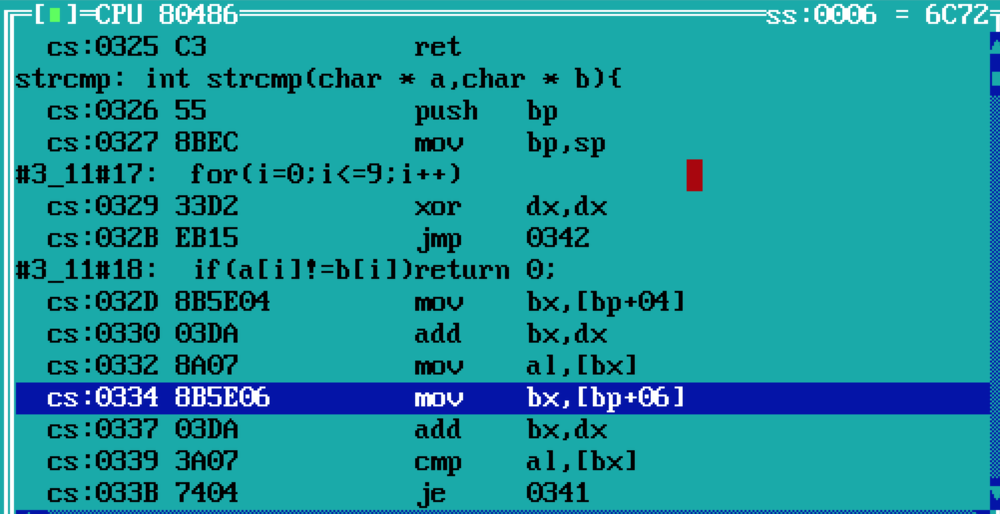 [■]=CPU 80486 ss:0006 = 6C72
cs:0325 C3 ret
strcmp: int strcmp(char * a,char * b){
cs:0326 55 push bp
cs:0327 8BEC mov bp,sp
#3_11#17: for(i=0;i<=9;i++)
cs:0329 33D2 xor dx,dx
cs:032B EB15 jmp 0342
#3_11#18: if(a[i]!=b[i])return 0;
cs:032D 8B5E04 mov bx,[bp+04]
cs:0330 03DA add bx,dx
cs:0332 8A07 mov al,[bx]
cs:0334 8B5E06 mov bx,[bp+06]
cs:0337 03DA add bx,dx
cs:0339 3A07 cmp al,[bx]
cs:033B 7404 je 0341